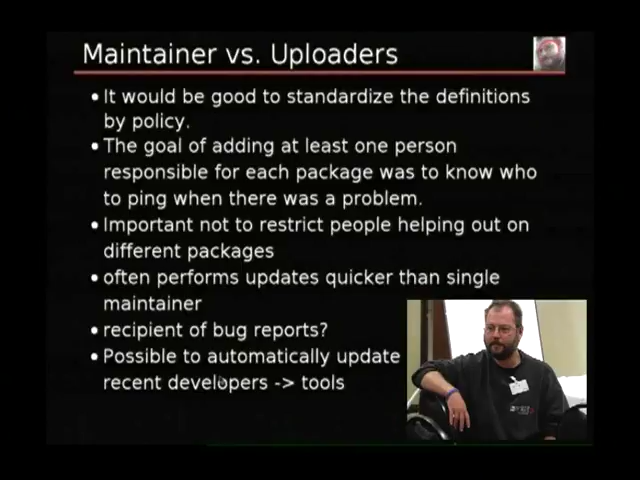 Maintainer vs. Uploaders
• It would be good to standardize the definitions
by policy.
• The goal of adding at least one person
responsible for each package was to know who
to ping when there was a problem.
• Important not to restrict people helping out on
different packages
• often performs updates quicker than single
maintainer
• recipient of bug reports?
• Possible to automatically update
recent developers -> tools